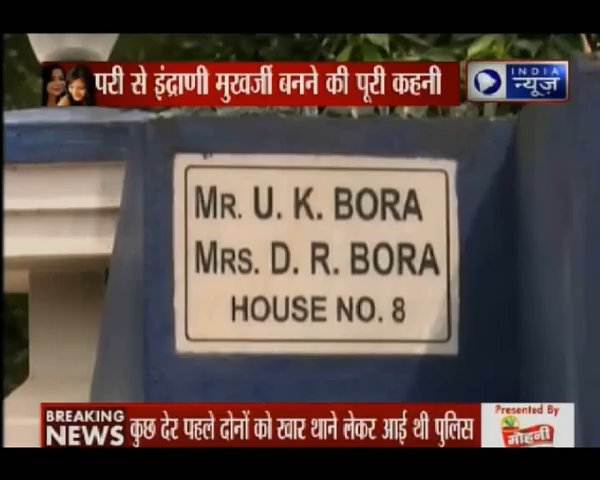 परी से इंद्राणी मुखर्जी बनने की पूरी कहनी
INDIA
न्यूज़
MR. U. K. BORA
MRS. D. R. BORA
HOUSE NO. 8
BREAKING
NEWS
कुछ देर पहले दोनों को खार थाने लेकर आई थी पुलिस
Presented By
मोहनी